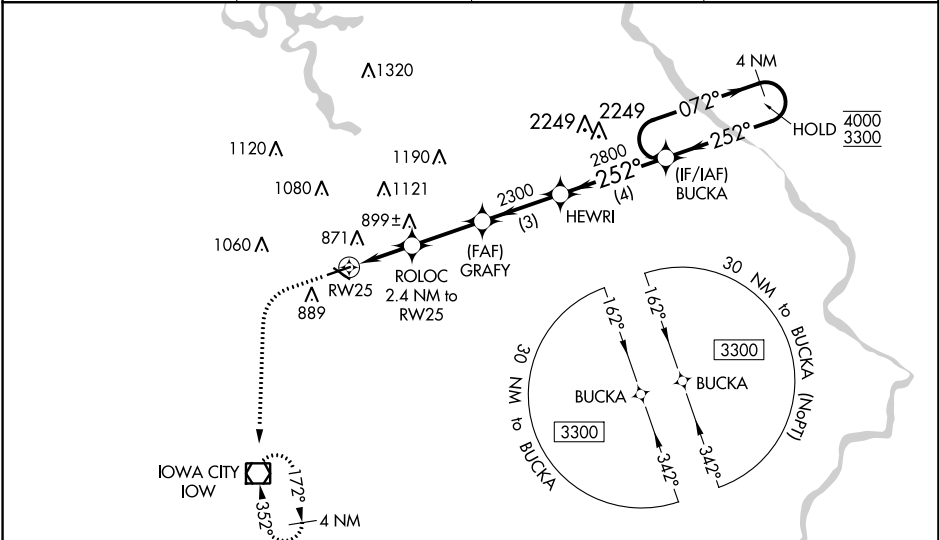 1320
4 NM
072°
HOLD 4000
3300
2249 2249
252°
1120
1190
2800
252°
(4)
(IF/IAF)
BUCKA
1080
1121
2300
(3)
HEWRI
899±
(FAF)
GRAFY
1060
871
ROLOC
2.4 NM to
RW25
RW25
889
30 NM to BUCKA (NoPT)
162°
162°
3300
BUCKA
BUCKA
30 NM to BUCKA
3300
342°
342°
IOWA CITY
IOW
172°
352°
4 NM